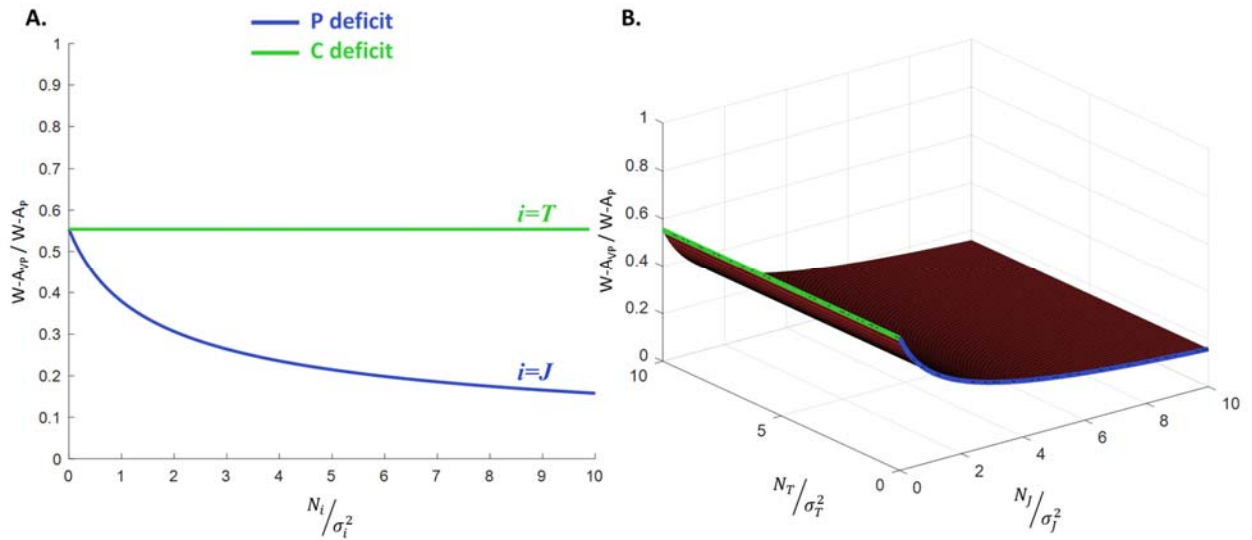 A.
P deficit
C deficit
1
0.9
0.8
0.7
0.6
0.5
0.4
0.3
0.2
0.1
0
W-A_VP / W-A_P
i=T
i=J
0 1 2 3 4 5 6 7 8 9 10
N_i/σ_i^2
B.
1
0.8
0.6
0.4
0.2
0
W-A_VP / W-A_P
10
5
0
N_T/σ_T^2
0
2
4
6
8
10
N_J/σ_J^2